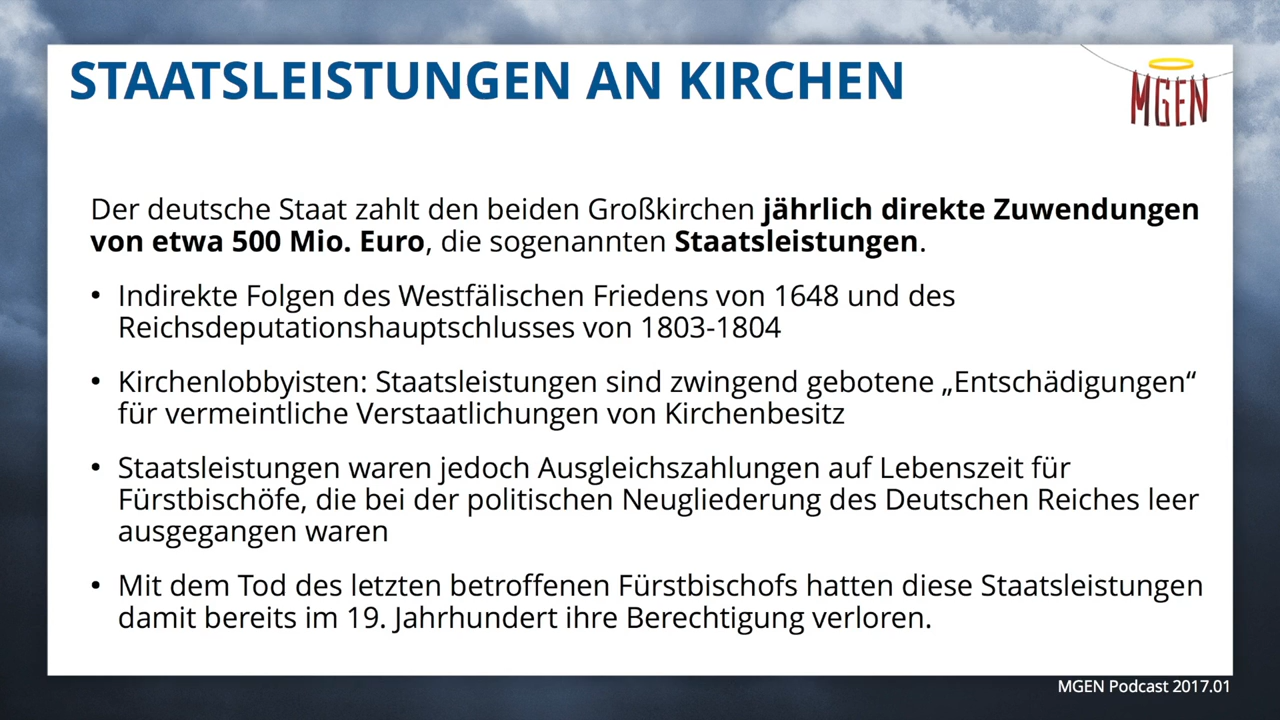 STAATSLEISTUNGEN AN KIRCHEN
MGEN
Der deutsche Staat zahlt den beiden Großkirchen jährlich direkte Zuwendungen
von etwa 500 Mio. Euro, die sogenannten Staatsleistungen.
• Indirekte Folgen des Westfälischen Friedens von 1648 und des
Reichsdeputationshauptschlusses von 1803-1804
• Kirchenlobbyisten: Staatsleistungen sind zwingend gebotene „Entschädigungen“
für vermeintliche Verstaatlichungen von Kirchenbesitz
• Staatsleistungen waren jedoch Ausgleichszahlungen auf Lebenszeit für
Fürstbischöfe, die bei der politischen Neugliederung des Deutschen Reiches leer
ausgegangen waren
• Mit dem Tod des letzten betroffenen Fürstbischofs hatten diese Staatsleistungen
damit bereits im 19. Jahrhundert ihre Berechtigung verloren.
MGEN Podcast 2017.01